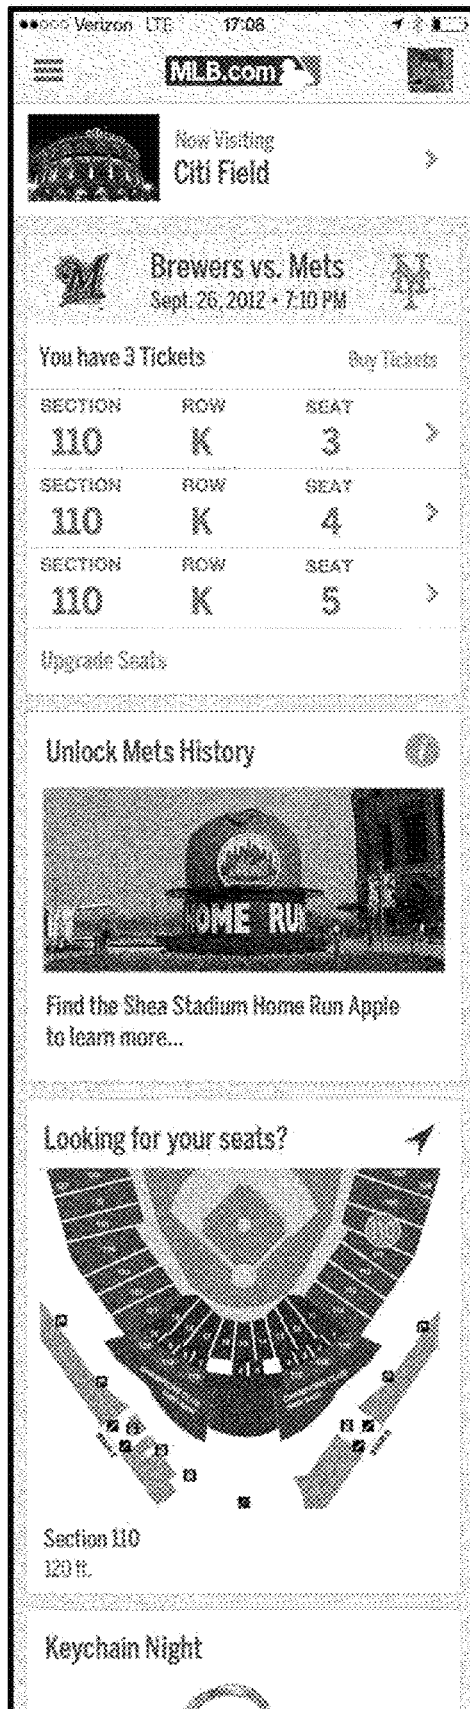 Verizon LTE 17:08
MLB.com
Now Visiting
Citi Field
Brewers vs. Mets
Sept. 26, 2012 • 7:10 PM
You have 3 Tickets Buy Tickets
SECTION ROW SEAT
110 K 3
SECTION ROW SEAT
110 K 4
SECTION ROW SEAT
110 K 5
Upgrade Seats
Unlock Mets History
HOME RUN
Find the Shea Stadium Home Run Apple
to learn more...
Looking for your seats?
Section 110
120 ft.
Keychain Night